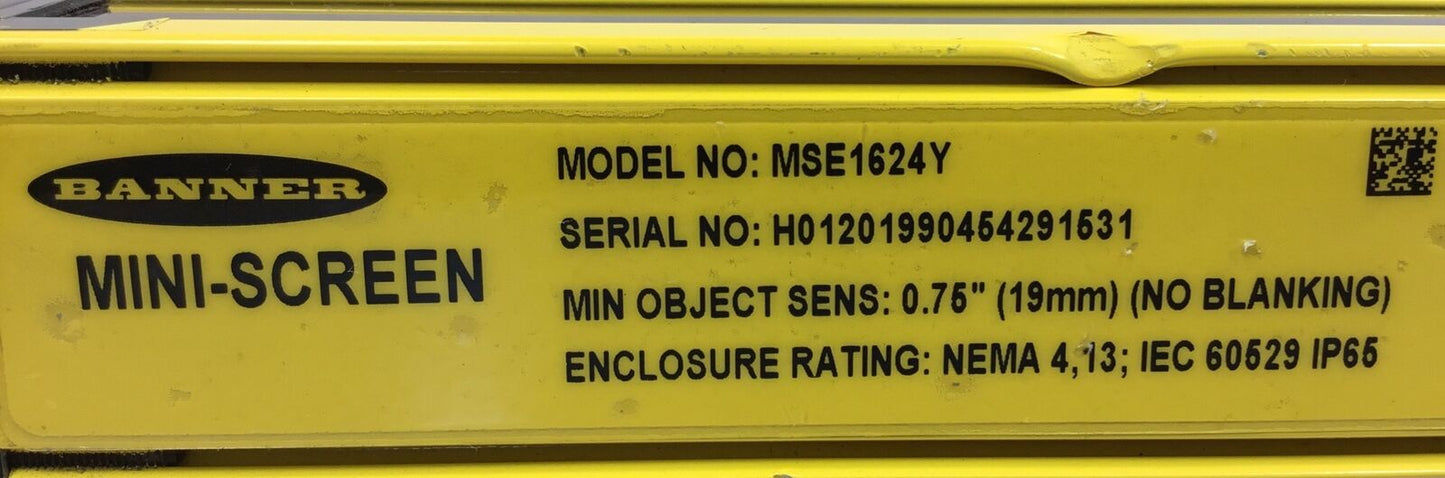 BANNER
MINI-SCREEN
MODEL NO: MSE1624Y
SERIAL NO: H01201990454291531
MIN OBJECT SENS: 0.75" (19mm) (NO BLANKING)
ENCLOSURE RATING: NEMA 4,13; IEC 60529 IP65